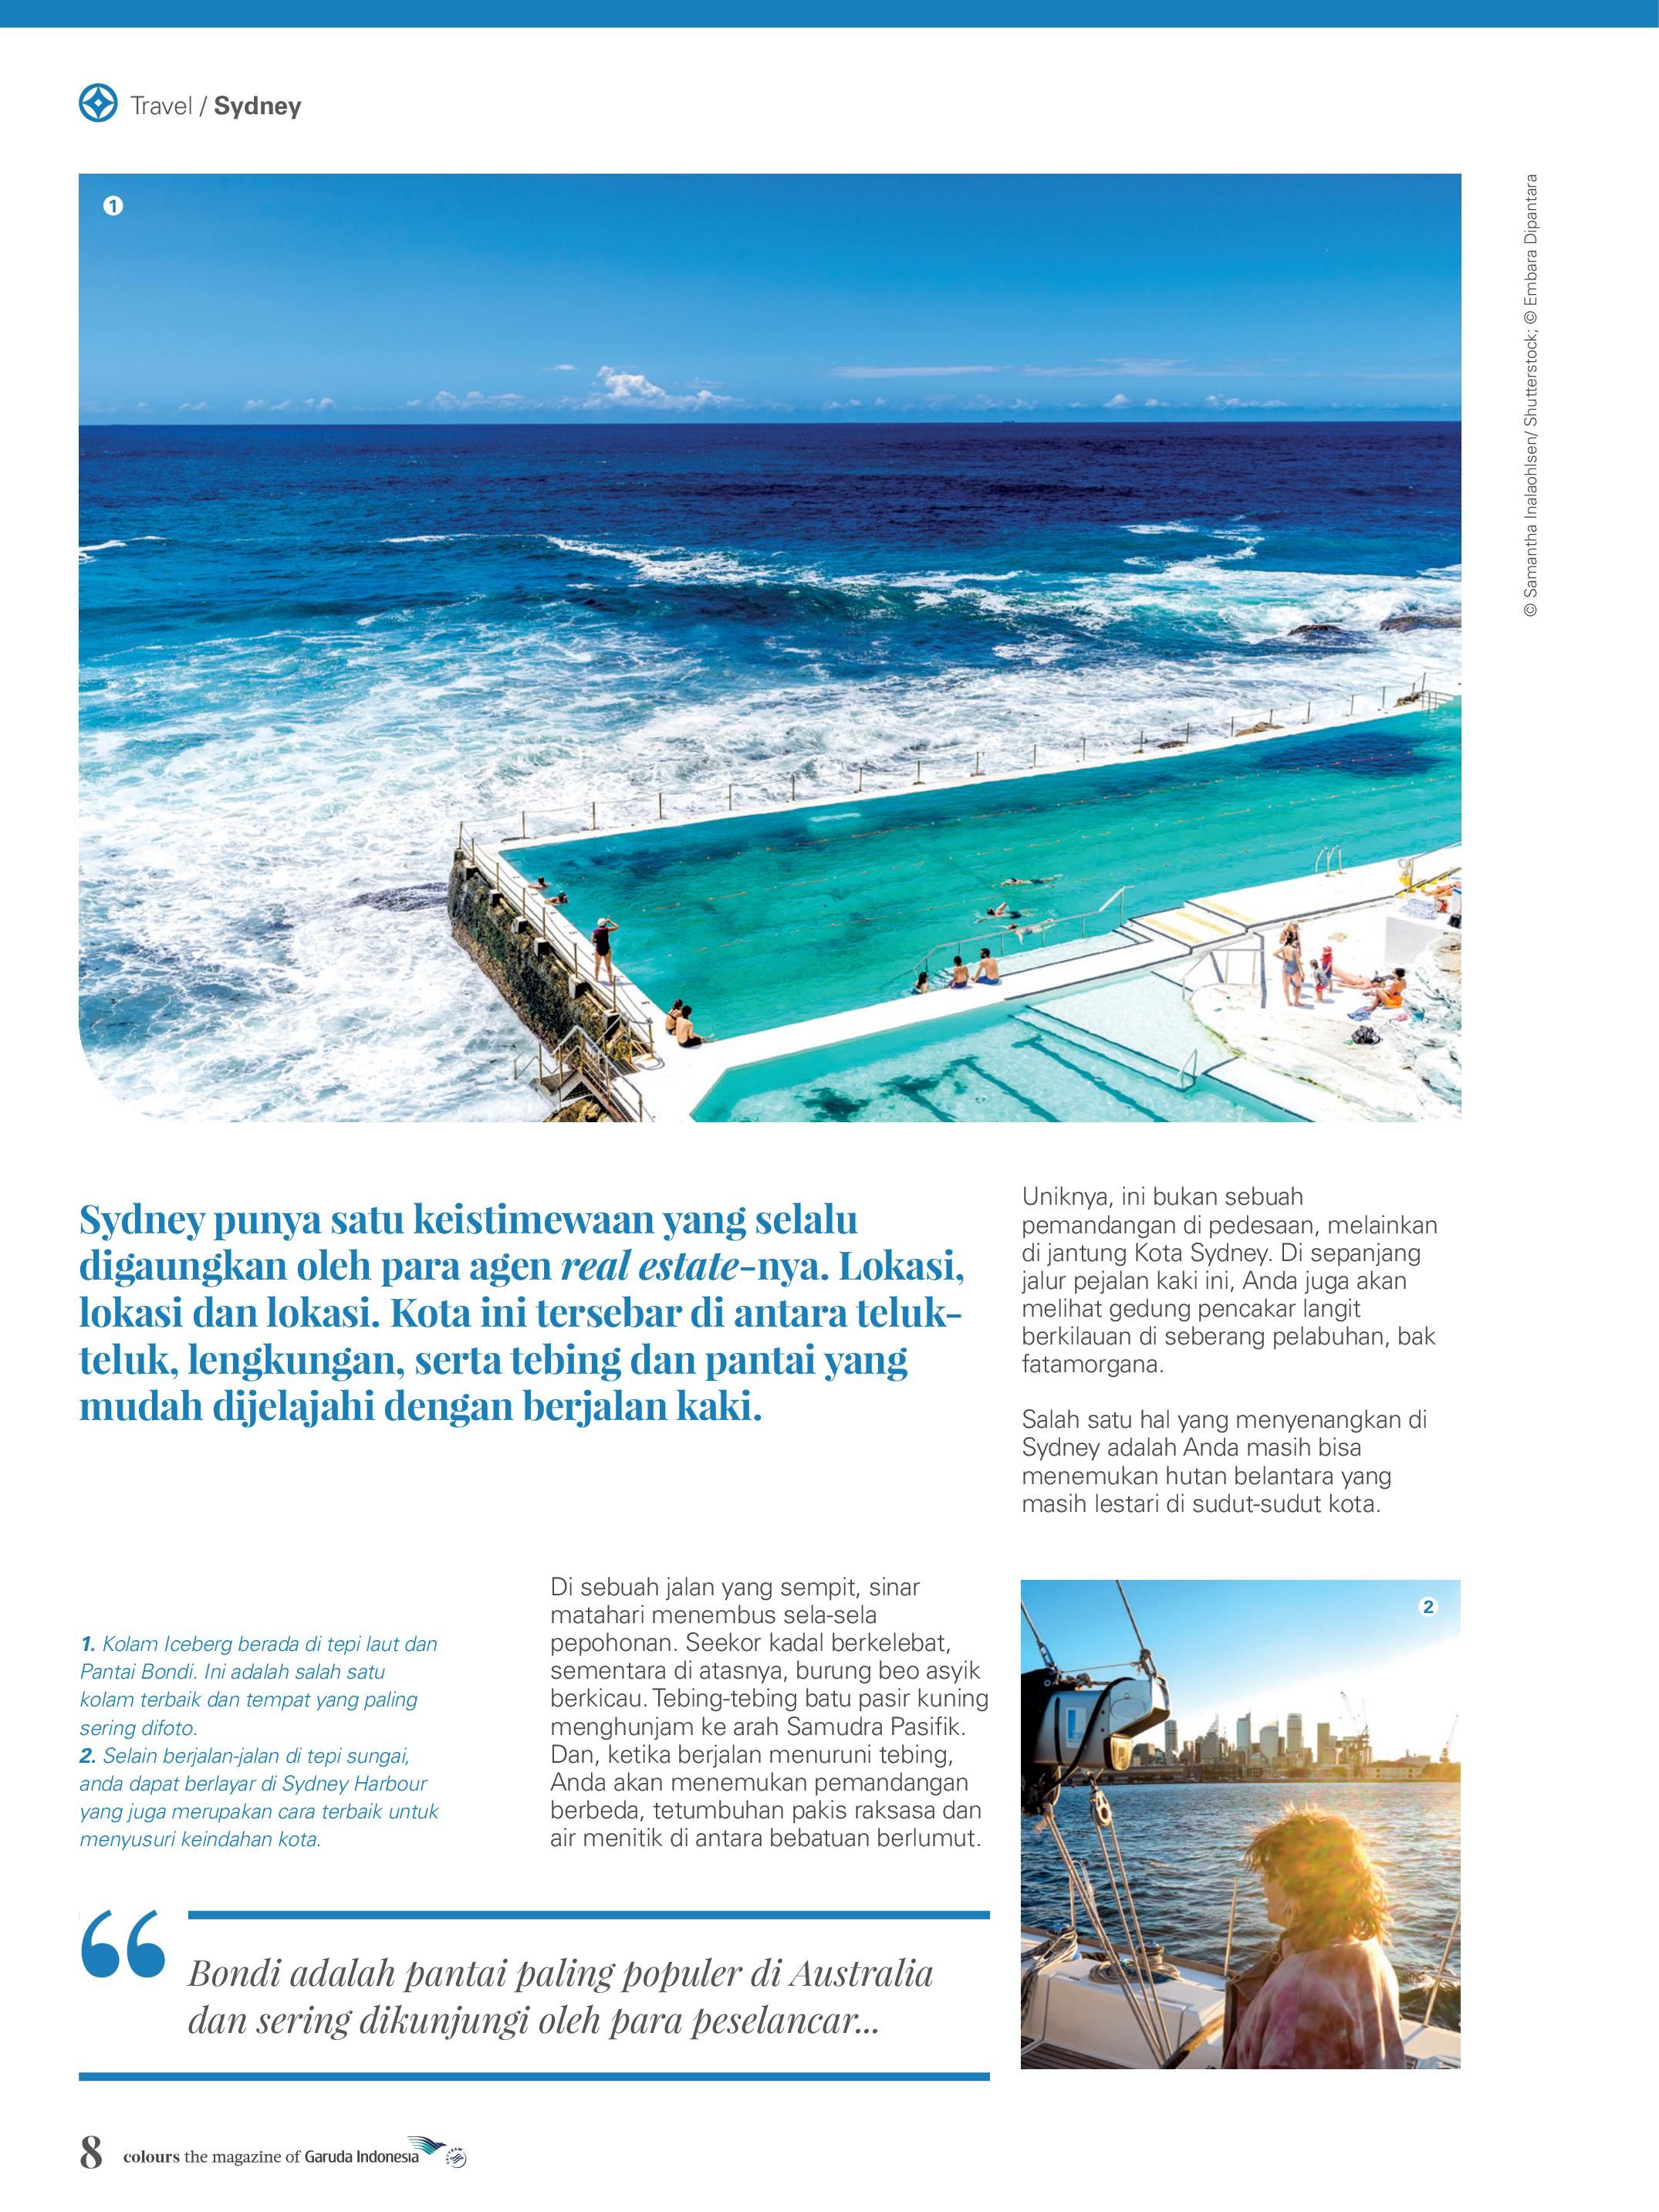 Travel / Sydney
1
© Samantha Inalaohlsen/ Shutterstock; © Embara Dipantara
Sydney punya satu keistimewaan yang selalu
digaungkan oleh para agen real estate-nya. Lokasi,
lokasi dan lokasi. Kota ini tersebar di antara teluk-
teluk, lengkungan, serta tebing dan pantai yang
mudah dijelajahi dengan berjalan kaki.
1. Kolam Iceberg berada di tepi laut dan
Pantai Bondi. Ini adalah salah satu
kolam terbaik dan tempat yang paling
sering difoto.
2. Selain berjalan-jalan di tepi sungai,
anda dapat berlayar di Sydney Harbour
yang juga merupakan cara terbaik untuk
menyusuri keindahan kota.
Di sebuah jalan yang sempit, sinar
matahari menembus sela-sela
pepohonan. Seekor kadal berkelebat,
sementara di atasnya, burung beo asyik
berkicau. Tebing-tebing batu pasir kuning
menghunjam ke arah Samudra Pasifik.
Dan, ketika berjalan menuruni tebing,
Anda akan menemukan pemandangan
berbeda, tetumbuhan pakis raksasa dan
air menitik di antara bebatuan berlumut.
Uniknya, ini bukan sebuah
pemandangan di pedesaan, melainkan
di jantung Kota Sydney. Di sepanjang
jalur pejalan kaki ini, Anda juga akan
melihat gedung pencakar langit
berkilauan di seberang pelabuhan, bak
fatamorgana.
Salah satu hal yang menyenangkan di
Sydney adalah Anda masih bisa
menemukan hutan belantara yang
masih lestari di sudut-sudut kota.
2
“
Bondi adalah pantai paling populer di Australia
dan sering dikunjungi oleh para peselancar...
8 colours the magazine of Garuda Indonesia